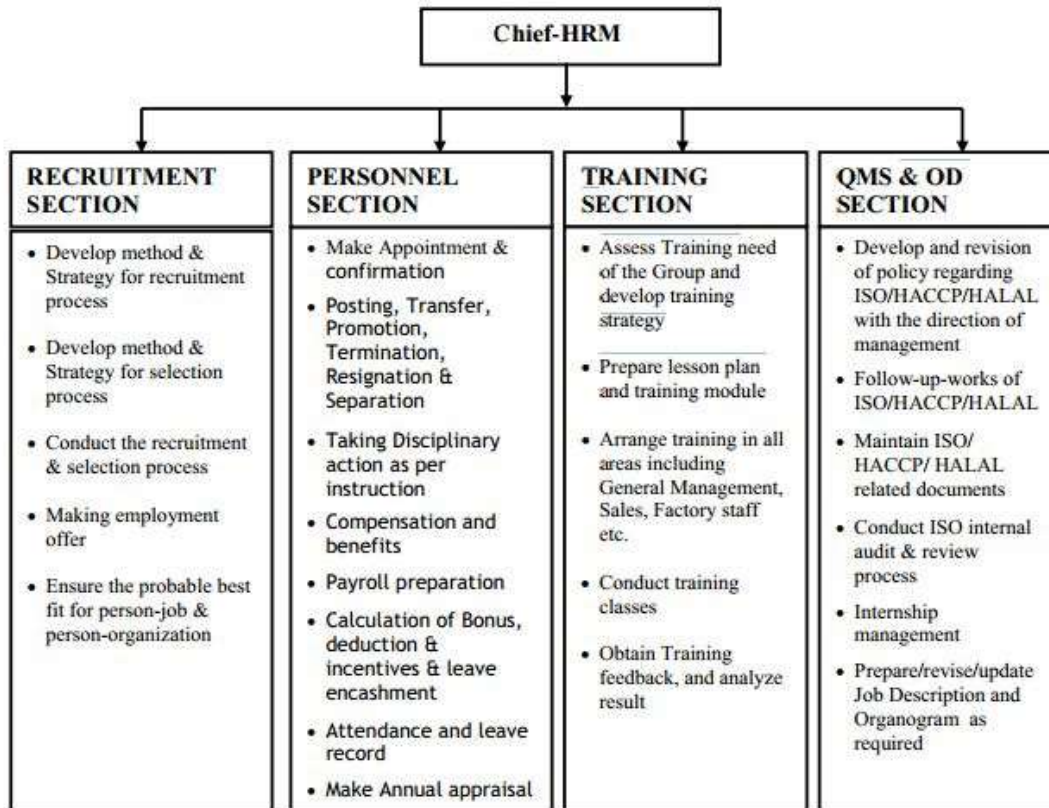 Chief-HRM
RECRUITMENT
SECTION
• Develop method &
Strategy for recruitment
process
• Develop method &
Strategy for selection
process
• Conduct the recruitment
& selection process
• Making employment
offer
• Ensure the probable best
fit for person-job &
person-organization
PERSONNEL
SECTION
• Make Appointment &
confirmation
• Posting, Transfer,
Promotion,
Termination,
Resignation &
Separation
• Taking Disciplinary
action as per
instruction
• Compensation and
benefits
• Payroll preparation
• Calculation of Bonus,
deduction &
incentives & leave
encashment
• Attendance and leave
record
• Make Annual appraisal
TRAINING
SECTION
• Assess Training need
of the Group and
develop training
strategy
• Prepare lesson plan
and training module
• Arrange training in all
areas including
General Management,
Sales, Factory staff
etc.
• Conduct training
classes
• Obtain Training
feedback, and analyze
result
QMS & OD
SECTION
• Develop and revision
of policy regarding
ISO/HACCP/HALAL
with the direction of
management
• Follow-up-works of
ISO/HACCP/HALAL
• Maintain ISO/
HACCP/ HALAL
related documents
• Conduct ISO internal
audit & review
process
• Internship
management
• Prepare/revise/update
Job Description and
Organogram as
required